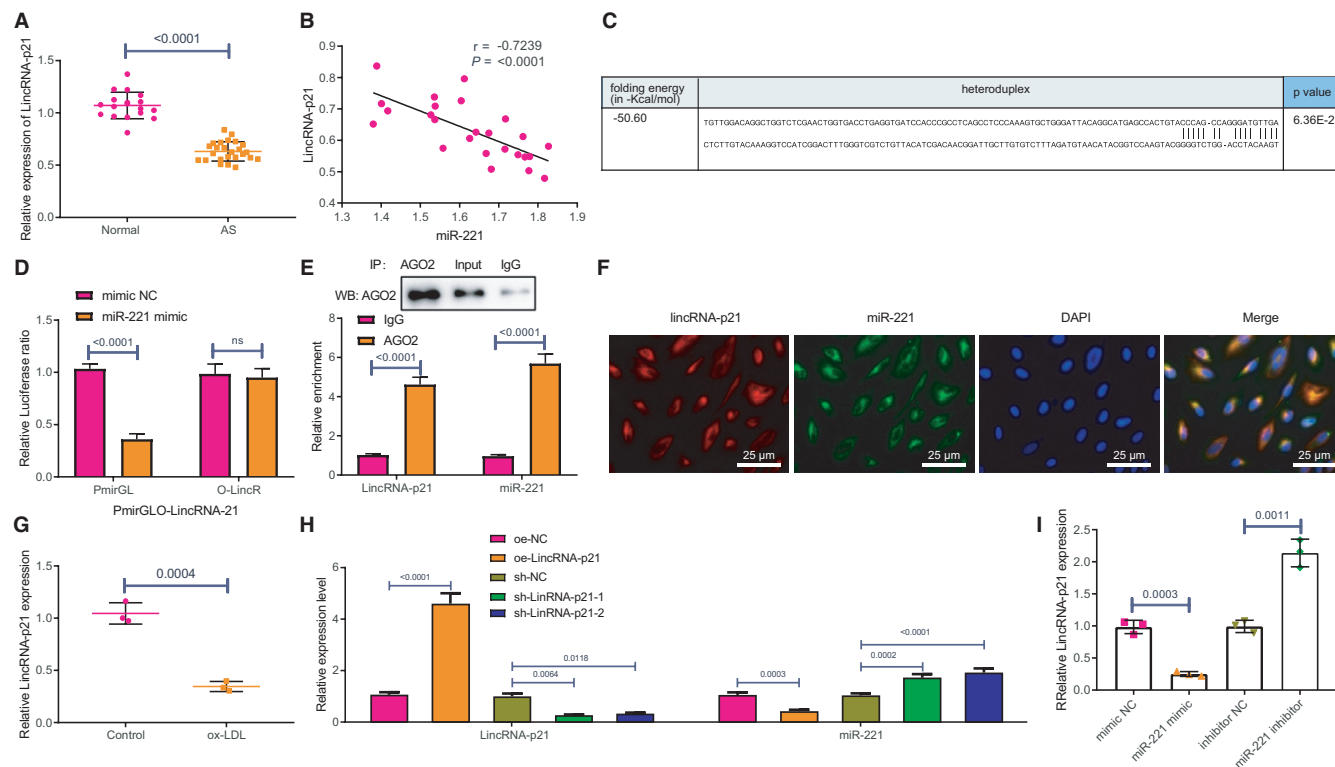 A
<0.0001
Relative expression of LincRNA-p21
1.5
1.0
0.5
0.0
Normal
AS
B
r = -0.7239
P = <0.0001
LincRNA-p21
0.9
0.8
0.7
0.6
0.5
0.4
1.3
1.4
1.5
1.6
1.7
1.8
1.9
miR-221
C
folding energy
(in -Kcal/mol)
heteroduplex
p value
-50.60
TGTTGGACAGGCTGGTCTCGAACTGGTGACCTGAGGTGATCCACCCGCCTCAGCCTCCCAAAGTGCTGGGATTACAGGCATGAGCCACTGTACCCAG-CCAGGGATGTTGA
CTCTTGTACAAAGGTCCATCGGACTTTGGGTCGTCTGTTACATCGACAACGGATTGCTTGTGTCTTTAGATGTAACATACGGTCCAAGTACGGGGTCTGG-ACCTACAAGT
6.36E-2
D
mimic NC
miR-221 mimic
Relative Luciferase ratio
1.5
1.0
0.5
0.0
<0.0001
ns
PmirGL
O-LincR
PmirGLO-LincRNA-21
E
IP :
AGO2
Input
IgG
WB: AGO2
IgG
AGO2
Relative enrichment
8
6
4
2
0
<0.0001
<0.0001
LincRNA-p21
miR-221
F
lincRNA-p21
miR-221
DAPI
Merge
25 µm
25 µm
25 µm
25 µm
G
Relative LincRNA-p21 expression
1.5
1.0
0.5
0.0
0.0004
Control
ox-LDL
H
oe-NC
oe-LincRNA-p21
sh-NC
sh-LinRNA-p21-1
sh-LinRNA-p21-2
Relative expression level
6
4
2
0
<0.0001
0.0118
0.0064
0.0003
<0.0001
0.0002
LincRNA-p21
miR-221
I
RRelative LincRNA-p21 expression
2.5
2.0
1.5
1.0
0.5
0.0
0.0003
0.0011
mimic NC
miR-221 mimic
inhibitor NC
miR-221 inhibitor